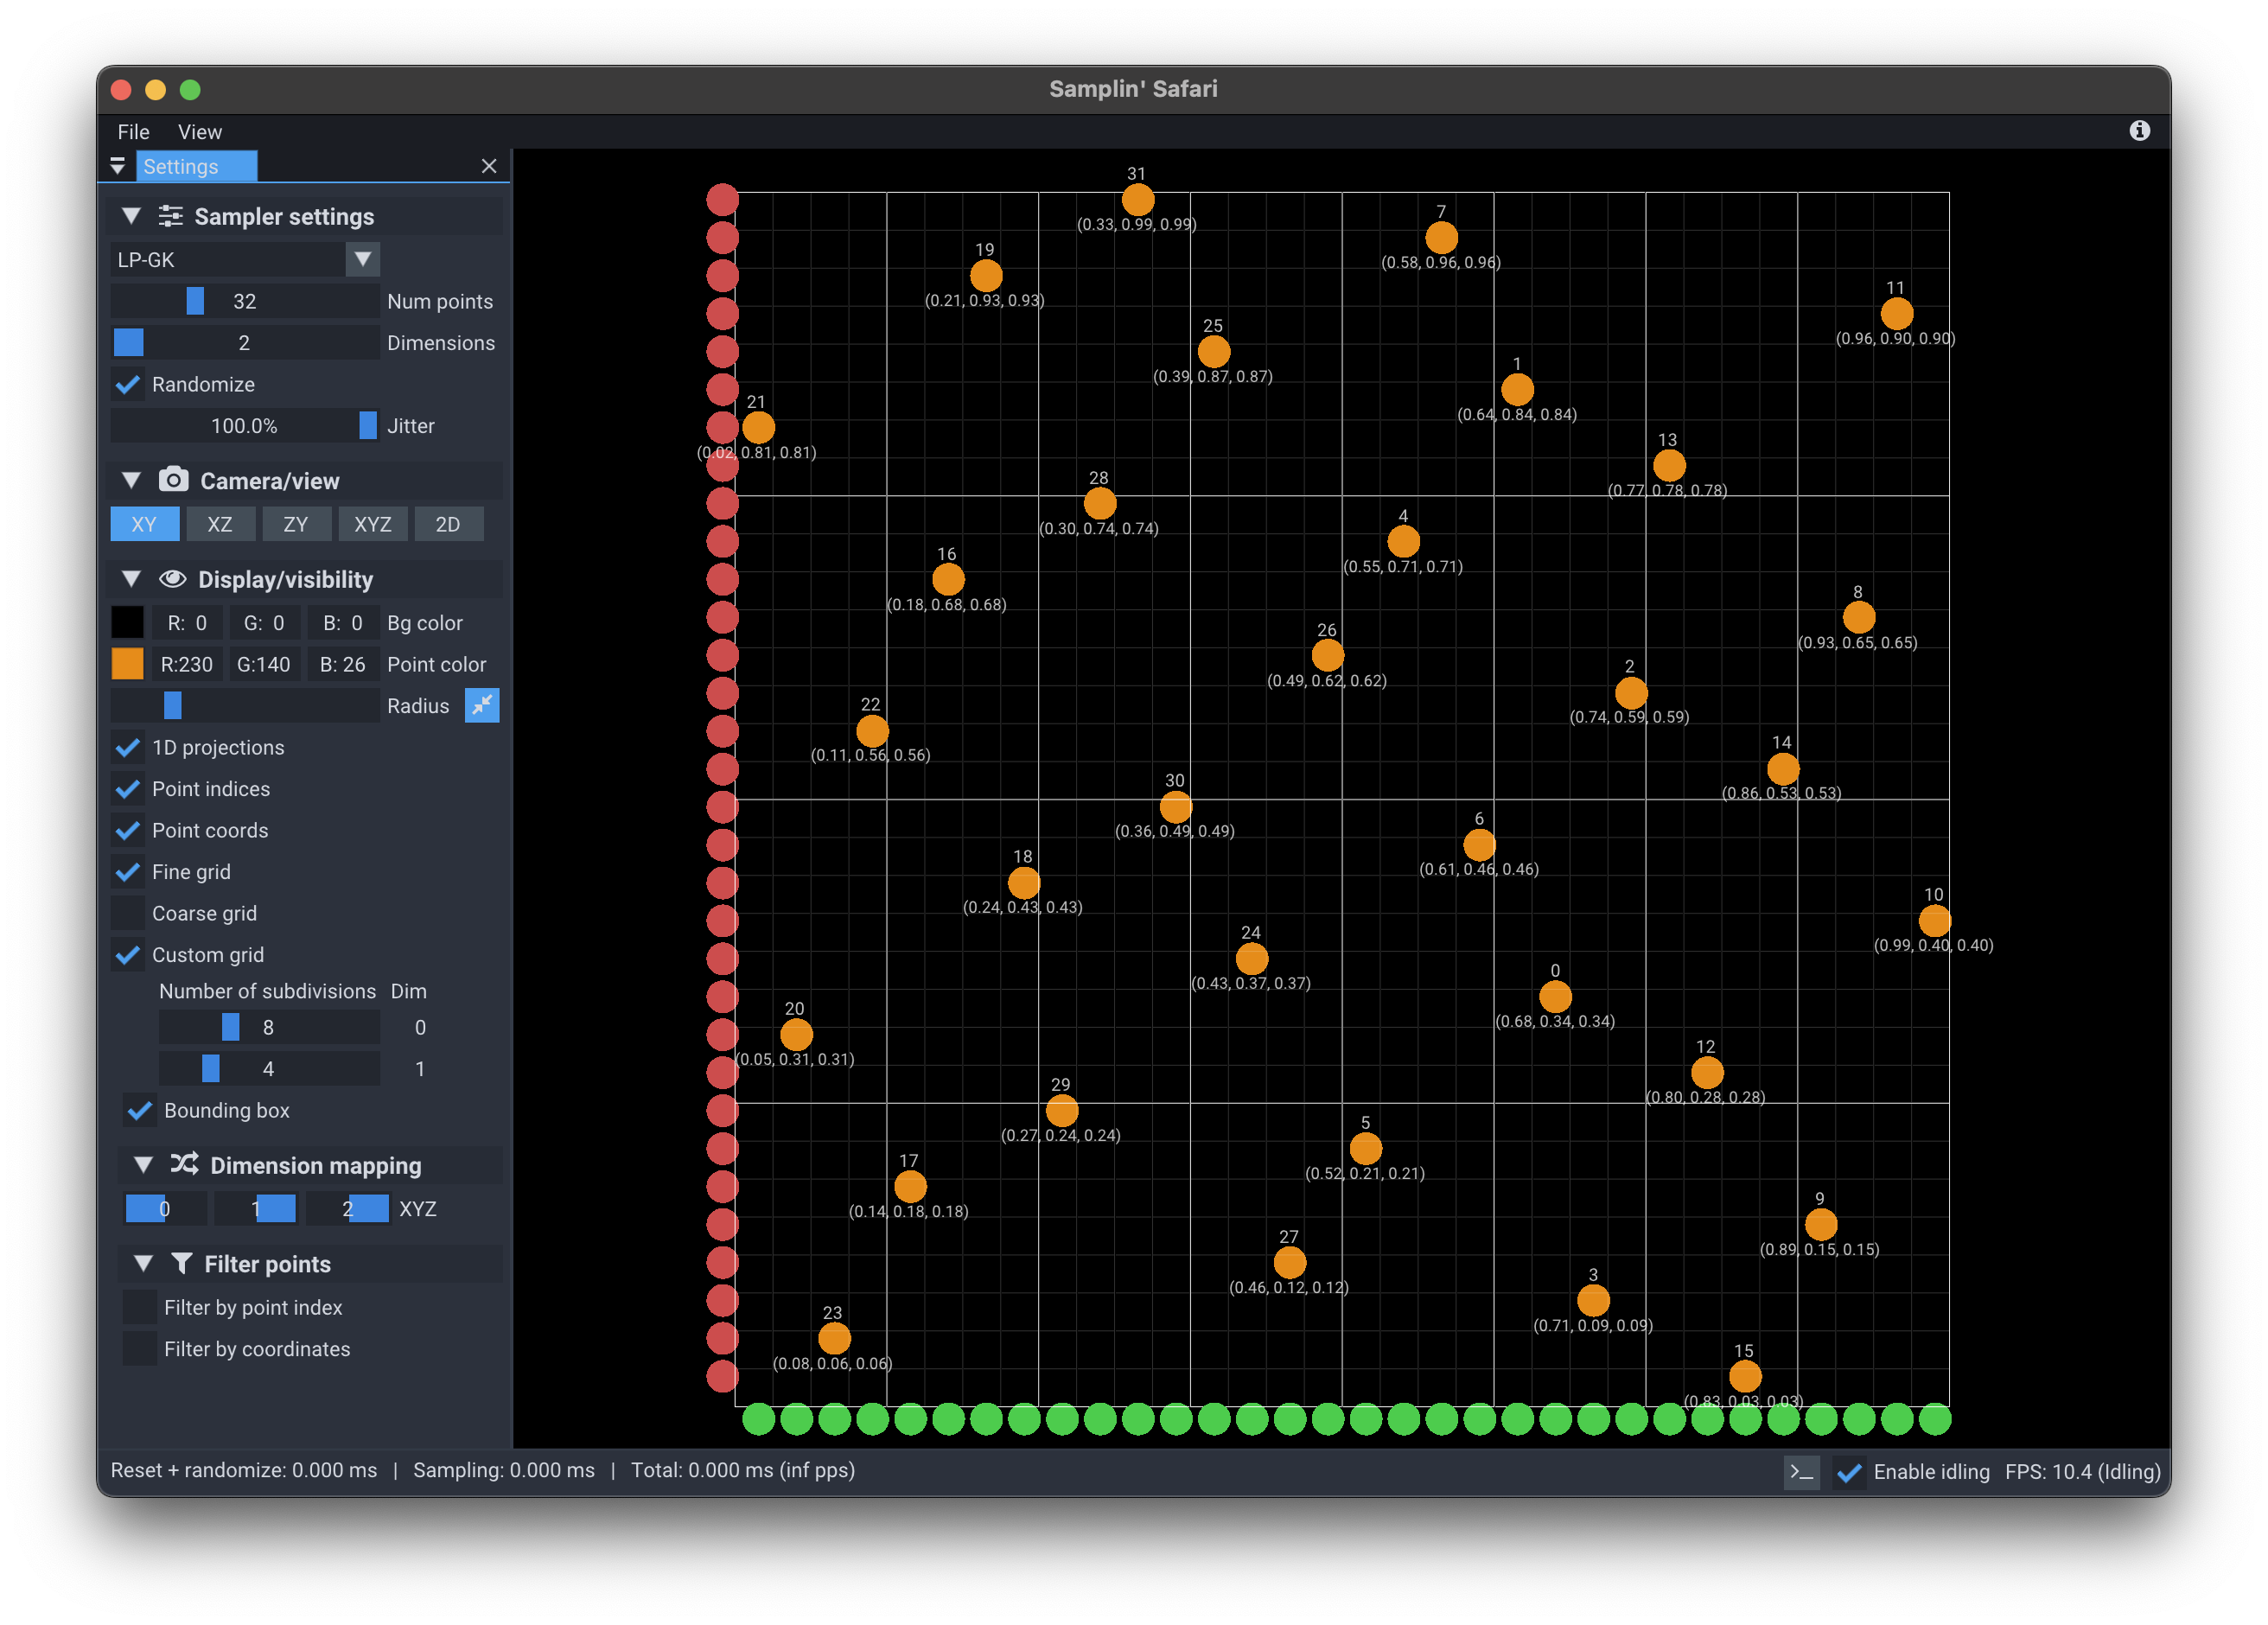 Samplin' Safari
File View
Settings
Sampler settings
LP-GK
32 Num points
2 Dimensions
Randomize
100.0% Jitter
Camera/view
XY XZ ZY XYZ 2D
Display/visibility
R: 0 G: 0 B: 0 Bg color
R:230 G:140 B: 26 Point color
Radius
1D projections
Point indices
Point coords
Fine grid
Coarse grid
Custom grid
Number of subdivisions Dim
8 0
4 1
Bounding box
Dimension mapping
0 1 2 XYZ
Filter points
Filter by point index
Filter by coordinates
31
(0.33, 0.99, 0.99)
7
(0.58, 0.96, 0.96)
19
(0.21, 0.93, 0.93)
11
(0.96, 0.90, 0.90)
25
(0.39, 0.87, 0.87)
1
(0.64, 0.84, 0.84)
21
(0.02, 0.81, 0.81)
13
(0.77, 0.78, 0.78)
28
(0.30, 0.74, 0.74)
4
(0.55, 0.71, 0.71)
16
(0.18, 0.68, 0.68)
8
(0.93, 0.65, 0.65)
26
(0.49, 0.62, 0.62)
2
(0.74, 0.59, 0.59)
22
(0.11, 0.56, 0.56)
14
(0.86, 0.53, 0.53)
30
(0.36, 0.49, 0.49)
6
(0.61, 0.46, 0.46)
18
(0.24, 0.43, 0.43)
10
(0.99, 0.40, 0.40)
24
(0.43, 0.37, 0.37)
0
(0.68, 0.34, 0.34)
20
(0.05, 0.31, 0.31)
12
(0.80, 0.28, 0.28)
29
(0.27, 0.24, 0.24)
5
(0.52, 0.21, 0.21)
17
(0.14, 0.18, 0.18)
9
(0.89, 0.15, 0.15)
27
(0.46, 0.12, 0.12)
3
(0.71, 0.09, 0.09)
23
(0.08, 0.06, 0.06)
15
(0.83, 0.03, 0.03)
Reset + randomize: 0.000 ms | Sampling: 0.000 ms | Total: 0.000 ms (inf pps)
Enable idling FPS: 10.4 (Idling)